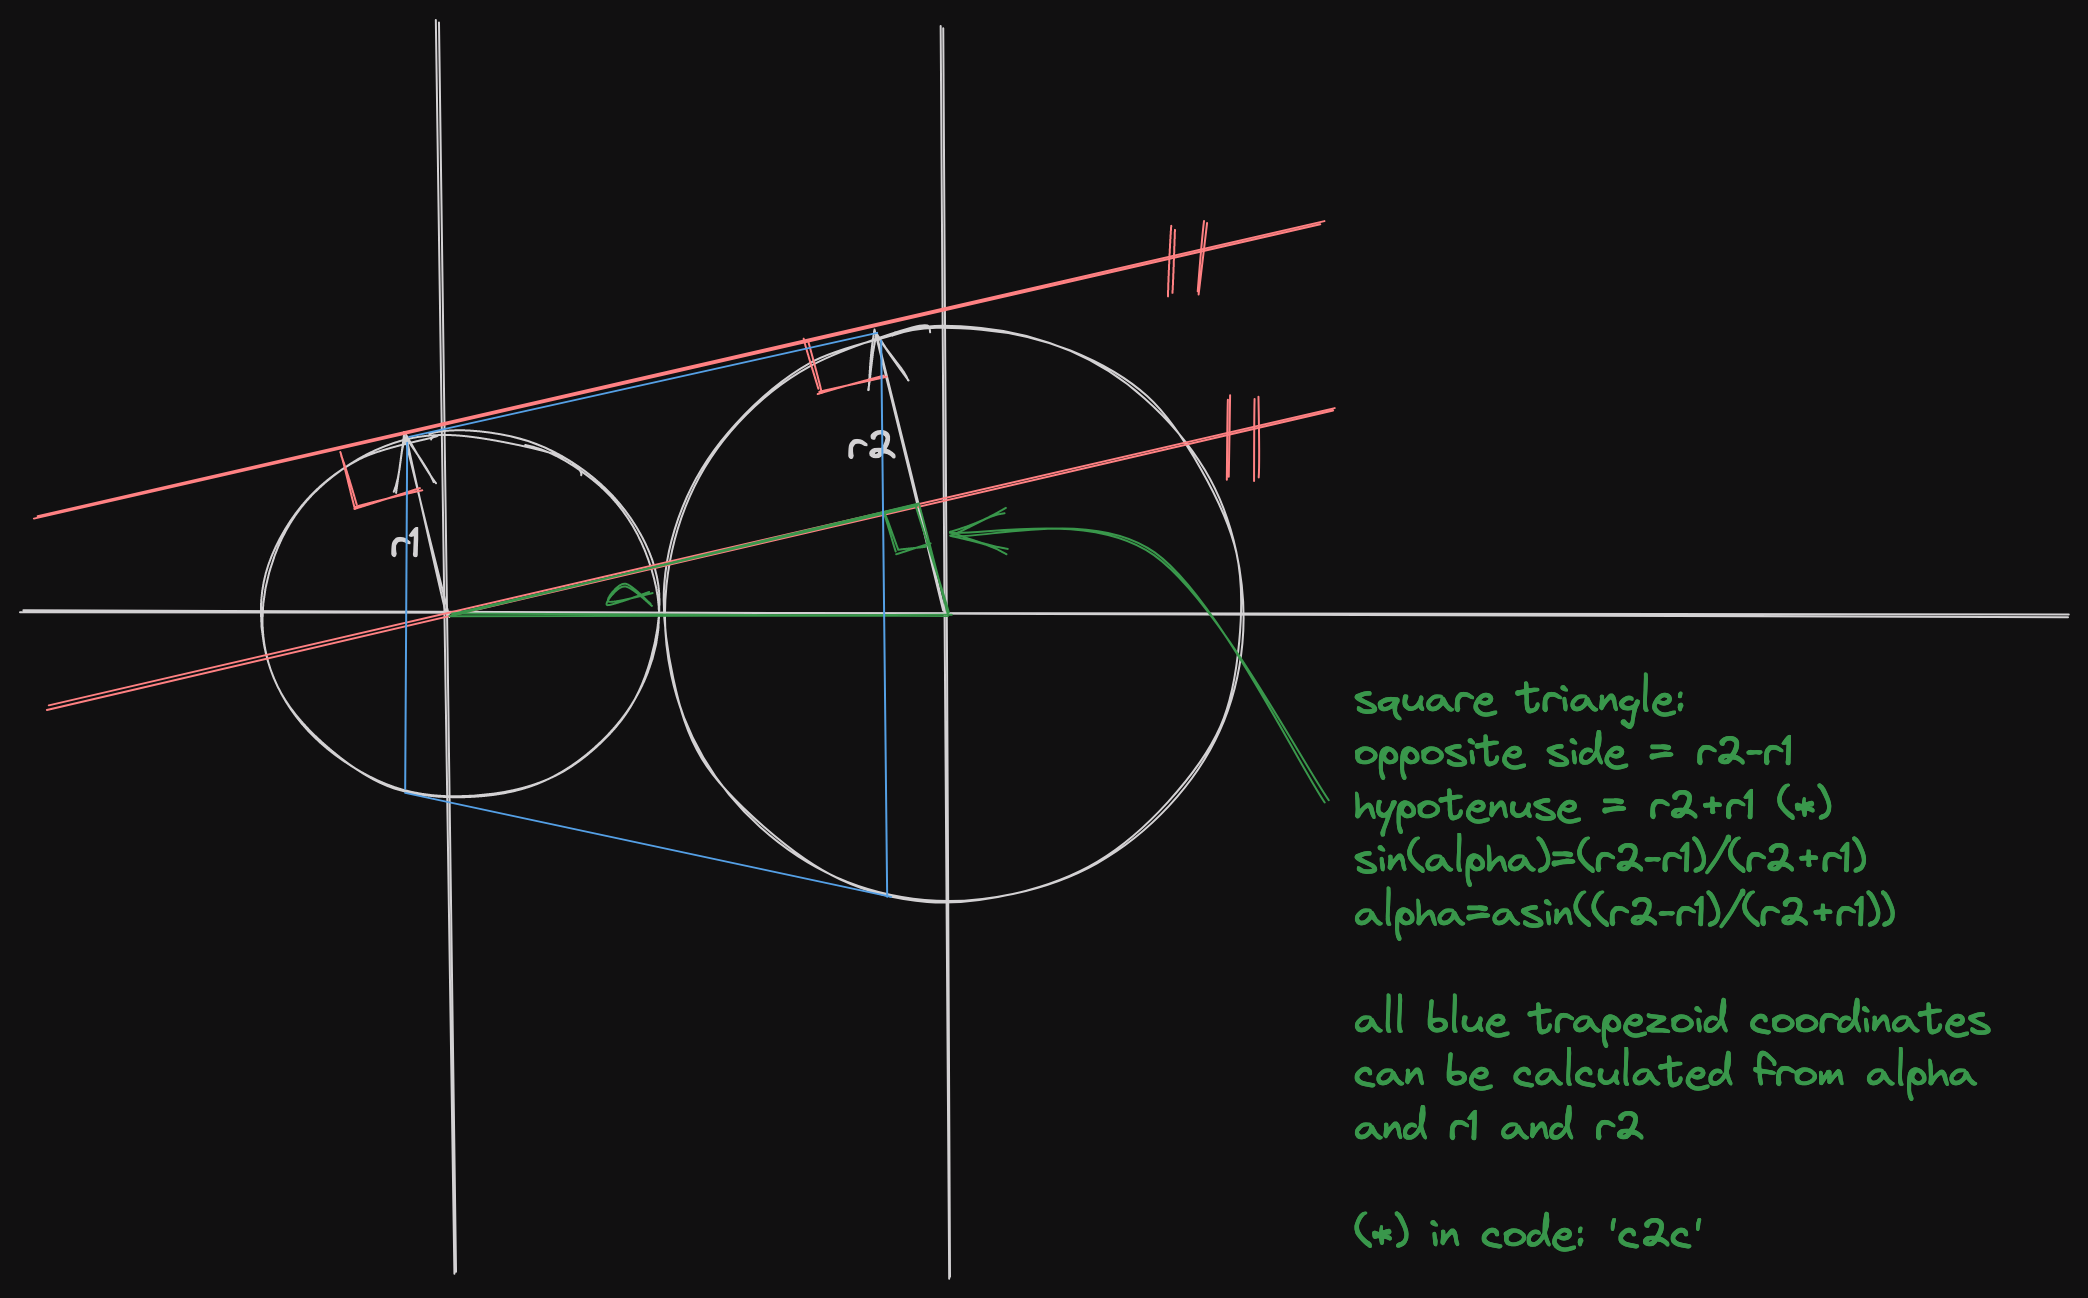 r2
r1
square triangle:
opposite side = r2-r1
hypotenuse = r2+r1 (*)
sin(alpha)=(r2-r1)/(r2+r1)
alpha=asin((r2-r1)/(r2+r1))
all blue trapezoid coordinates
can be calculated from alpha
and r1 and r2
(*) in code: 'c2c'